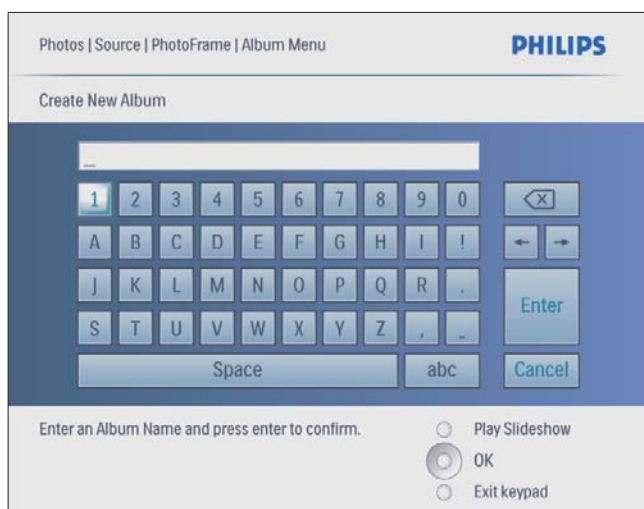 Photos | Source | PhotoFrame | Album Menu
PHILIPS
Create New Album
_
1 2 3 4 5 6 7 8 9 0
A B C D E F G H I !
J K L M N O P Q R .
Enter
S T U V W X Y Z , _
Space abc Cancel
Enter an Album Name and press enter to confirm.
Play Slideshow
OK
Exit keypad